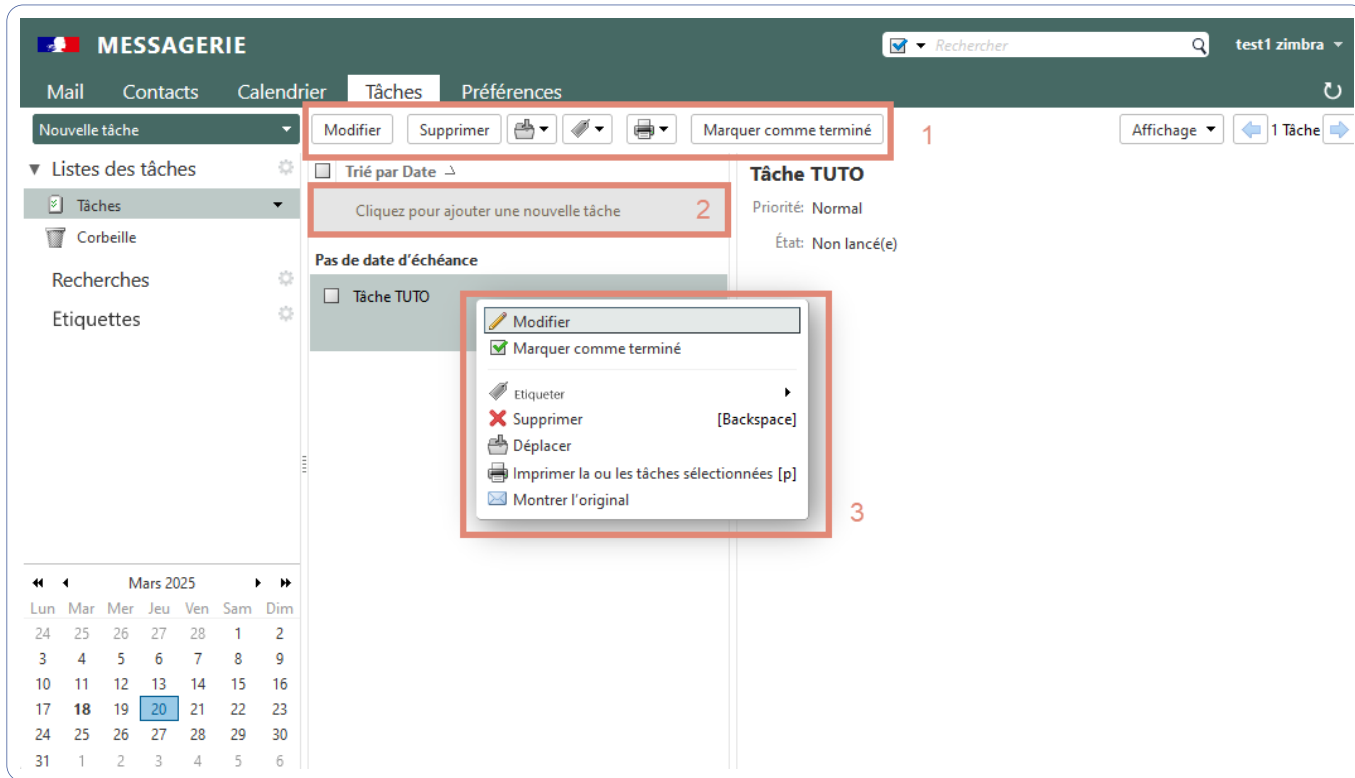 MESSAGERIE
Rechercher
test1 zimbra
Mail Contacts Calendrier Tâches Préférences
Nouvelle tâche
Modifier Supprimer Marquer comme terminé 1 Affichage 1 Tâche
Listes des tâches
Tâches
Corbeille
Recherches
Etiquettes
Trié par Date
Cliquez pour ajouter une nouvelle tâche 2
Pas de date d'échéance
Tâche TUTO
Modifier
Marquer comme terminé
Etiqueter
Supprimer [Backspace]
Déplacer
Imprimer la ou les tâches sélectionnées [p]
Montrer l'original
3
Tâche TUTO
Priorité: Normal
État: Non lancé(e)
Mars 2025
Lun Mar Mer Jeu Ven Sam Dim
24 25 26 27 28 1 2
3 4 5 6 7 8 9
10 11 12 13 14 15 16
17 18 19 20 21 22 23
24 25 26 27 28 29 30
31 1 2 3 4 5 6